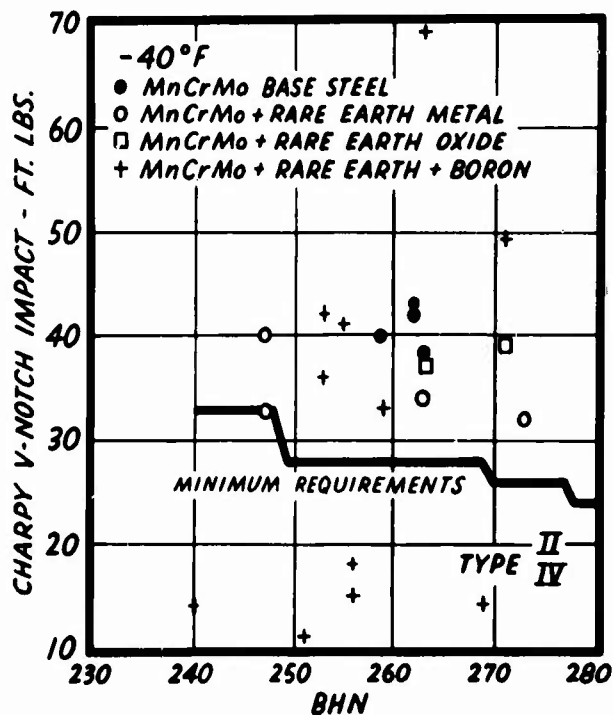 70
60
50
40
30
20
10
CHARPY V-NOTCH IMPACT - FT. LBS.
-40°F
● MnCrMo BASE STEEL
○ MnCrMo + RARE EARTH METAL
□ MnCrMo + RARE EARTH OXIDE
+ MnCrMo + RARE EARTH + BORON
MINIMUM REQUIREMENTS
TYPE II
IV
230 240 250 260 270 280
BHN